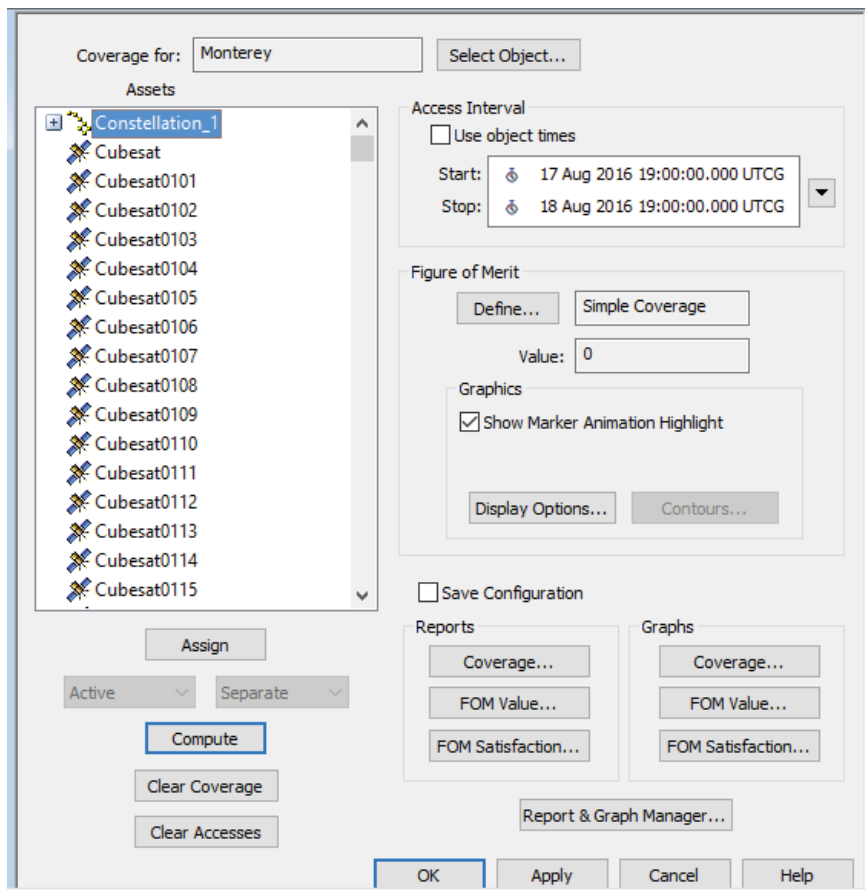 Coverage for: Monterey Select Object...
Assets
Constellation_1
Cubesat
Cubesat0101
Cubesat0102
Cubesat0103
Cubesat0104
Cubesat0105
Cubesat0106
Cubesat0107
Cubesat0108
Cubesat0109
Cubesat0110
Cubesat0111
Cubesat0112
Cubesat0113
Cubesat0114
Cubesat0115
Assign
Active Separate
Compute
Clear Coverage
Clear Accesses
Access Interval
Use object times
Start: 17 Aug 2016 19:00:00.000 UTCG
Stop: 18 Aug 2016 19:00:00.000 UTCG
Figure of Merit
Define... Simple Coverage
Value: 0
Graphics
Show Marker Animation Highlight
Display Options... Contours...
Save Configuration
Reports
Coverage...
FOM Value...
FOM Satisfaction...
Graphs
Coverage...
FOM Value...
FOM Satisfaction...
Report & Graph Manager...
OK Apply Cancel Help